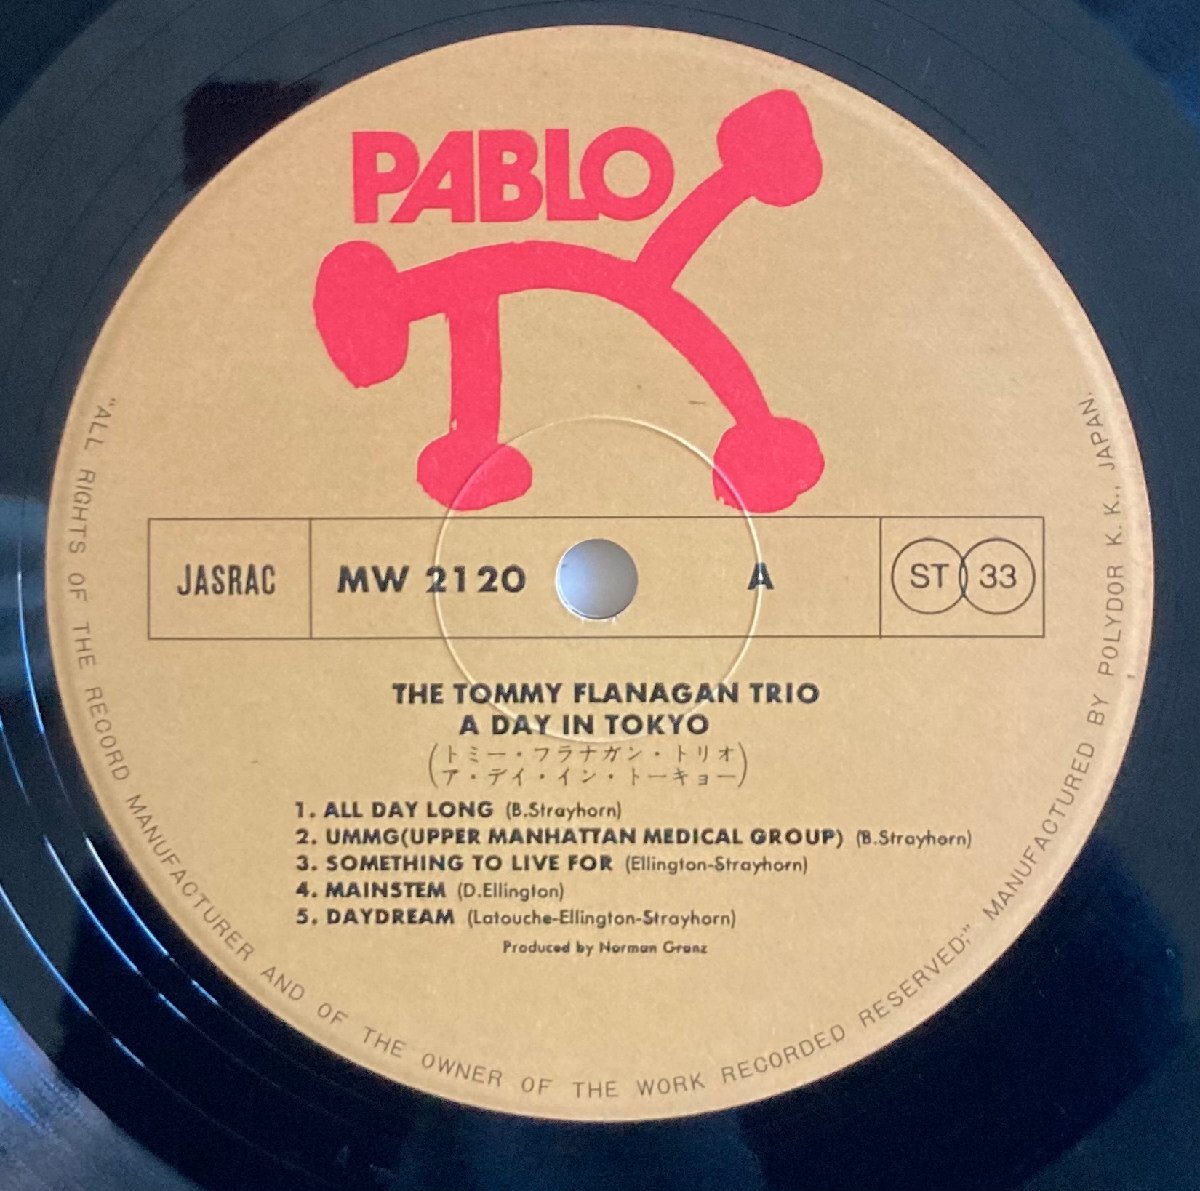 PABLO
JASRAC MW 2120 A ST 33
THE TOMMY FLANAGAN TRIO
A DAY IN TOKYO
(トミー・フラナガン・トリオ
ア・デイ・イン・トーキョー)
1. ALL DAY LONG (B.Strayhorn)
2. UMMG(UPPER MANHATTAN MEDICAL GROUP) (B.Strayhorn)
3. SOMETHING TO LIVE FOR (Ellington-Strayhorn)
4. MAINSTEM (D.Ellington)
5. DAYDREAM (Latouche-Ellington-Strayhorn)
Produced by Norman Granz
"ALL RIGHTS OF THE RECORD MANUFACTURER AND OF THE OWNER OF THE WORK RECORDED RESERVED;" MANUFACTURED BY POLYDOR K. K., JAPAN.